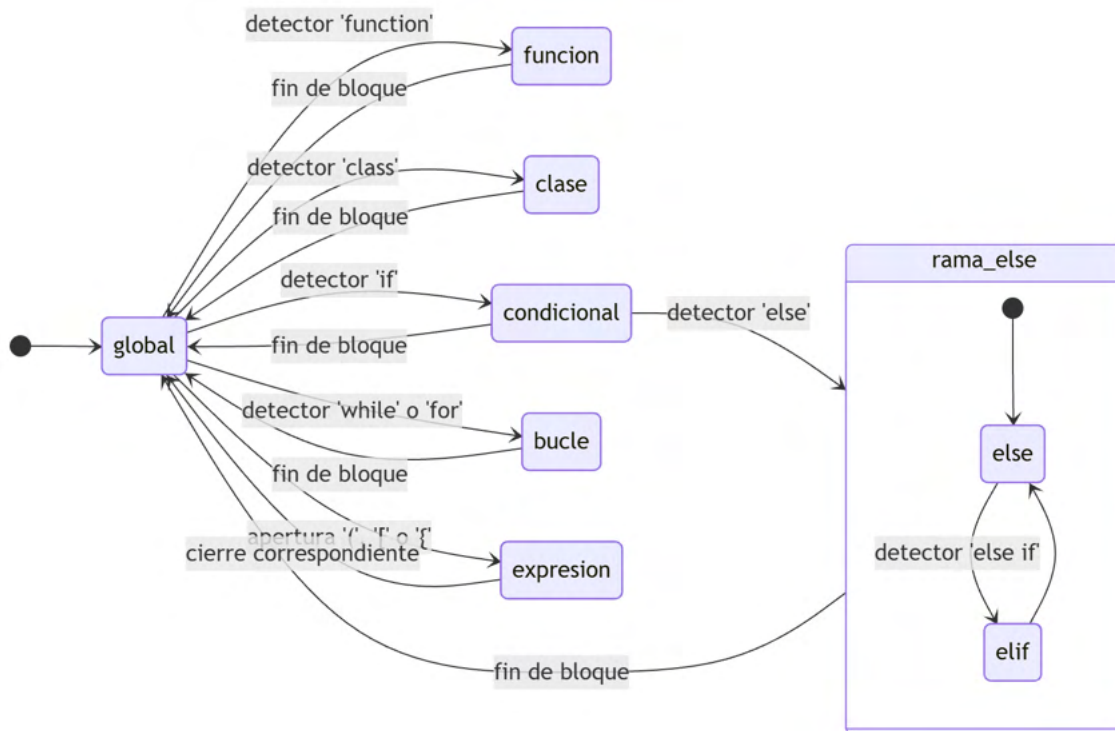 detector 'function'
funcion
fin de bloque
detector 'class'
clase
fin de bloque
rama_else
detector 'if'
condicional
detector 'else'
global
fin de bloque
detector 'while' o 'for'
bucle
else
fin de bloque
apertura '(', '[' o '{'
cierre correspondiente
detector 'else if'
expresion
elif
fin de bloque